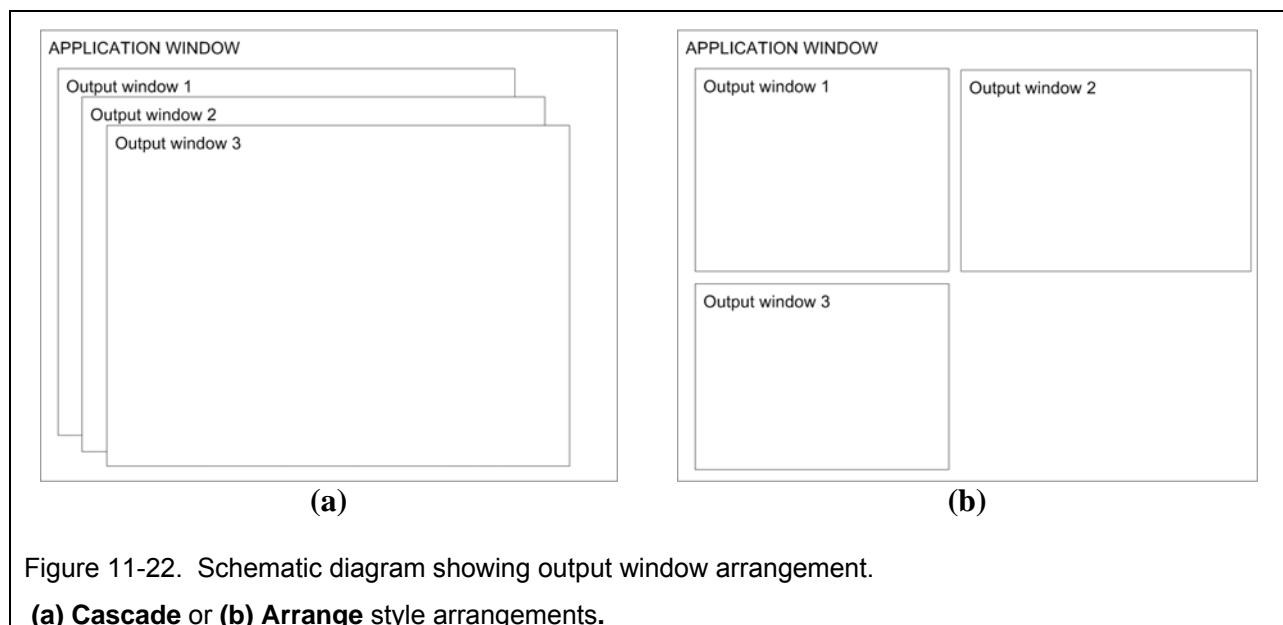 APPLICATION WINDOW
Output window 1
Output window 2
Output window 3
(a)
APPLICATION WINDOW
Output window 1
Output window 2
Output window 3
(b)
Figure 11-22. Schematic diagram showing output window arrangement.
(a) Cascade or (b) Arrange style arrangements.